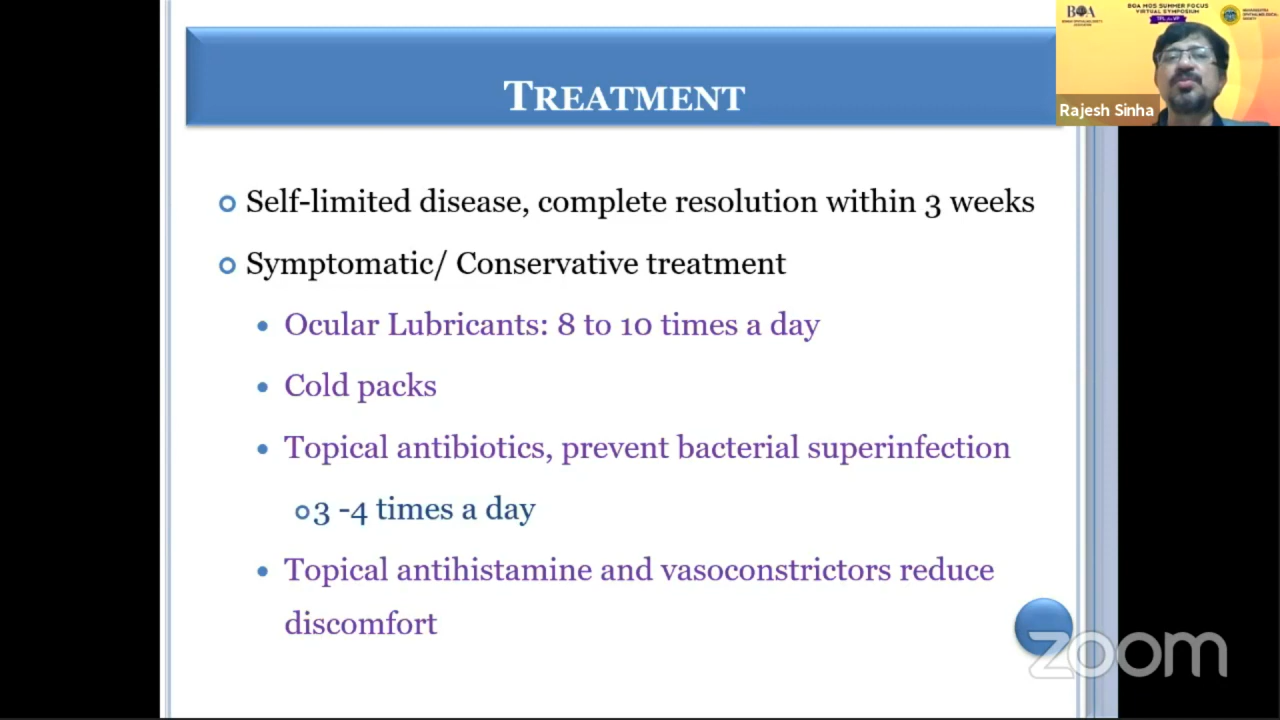 TREATMENT
Self-limited disease, complete resolution within 3 weeks
Symptomatic/ Conservative treatment
Ocular Lubricants: 8 to 10 times a day
Cold packs
Topical antibiotics, prevent bacterial superinfection
3 -4 times a day
Topical antihistamine and vasoconstrictors reduce
discomfort
BOA
BOA MOS SUMMER FOCUS
VIRTUAL SYMPOSIUM
Rajesh Sinha
zoom